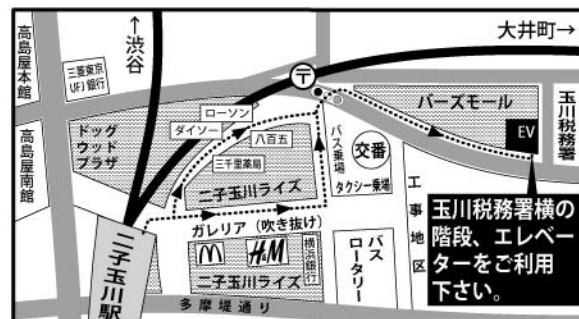 ↑渋谷
大井町→
高島屋本館
三菱東京
UFJ銀行
〒
ローソン
ダイソー
八百五
三千里薬局
バーズモール
EV
玉川税務署
高島屋南館
ドッグ
ウッド
プラザ
二子玉川ライズ
バス乗場
交番
タクシー乗場
工事地区
ガレリア（吹き抜け）
M
H&M
横浜銀行
二子玉川ライズ
バス
ロータリー
二子玉川駅
多摩堤通り
玉川税務署横の
階段、エレベー
ターをご利用
下さい。